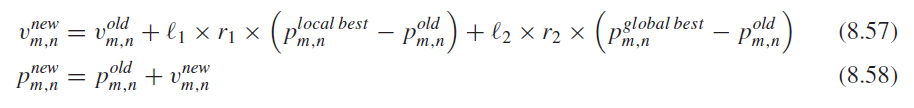 v_{m,n}^{new} = v_{m,n}^{old} + ℓ_1 × r_1 × (p_{m,n}^{local best} − p_{m,n}^{old}) + ℓ_2 × r_2 × (p_{m,n}^{global best} − p_{m,n}^{old}) (8.57)
p_{m,n}^{new} = p_{m,n}^{old} + v_{m,n}^{new} (8.58)